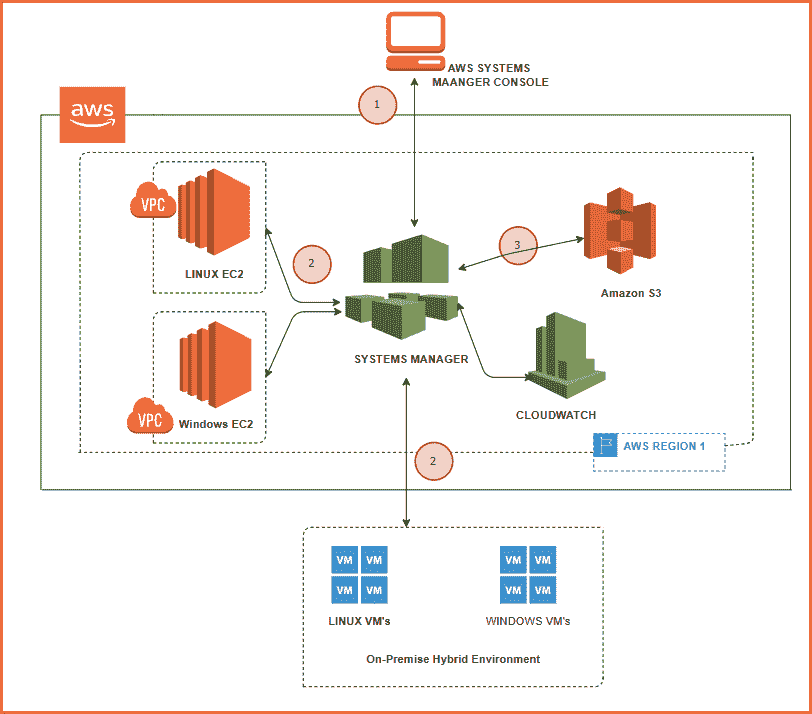 AWS SYSTEMS
MAANGER CONSOLE
1
aws
VPC
LINUX EC2
2
3
Amazon S3
SYSTEMS MANAGER
VPC
Windows EC2
CLOUDWATCH
AWS REGION 1
2
VM VM
VM VM
LINUX VM's
VM VM
VM VM
WINDOWS VM's
On-Premise Hybrid Environment